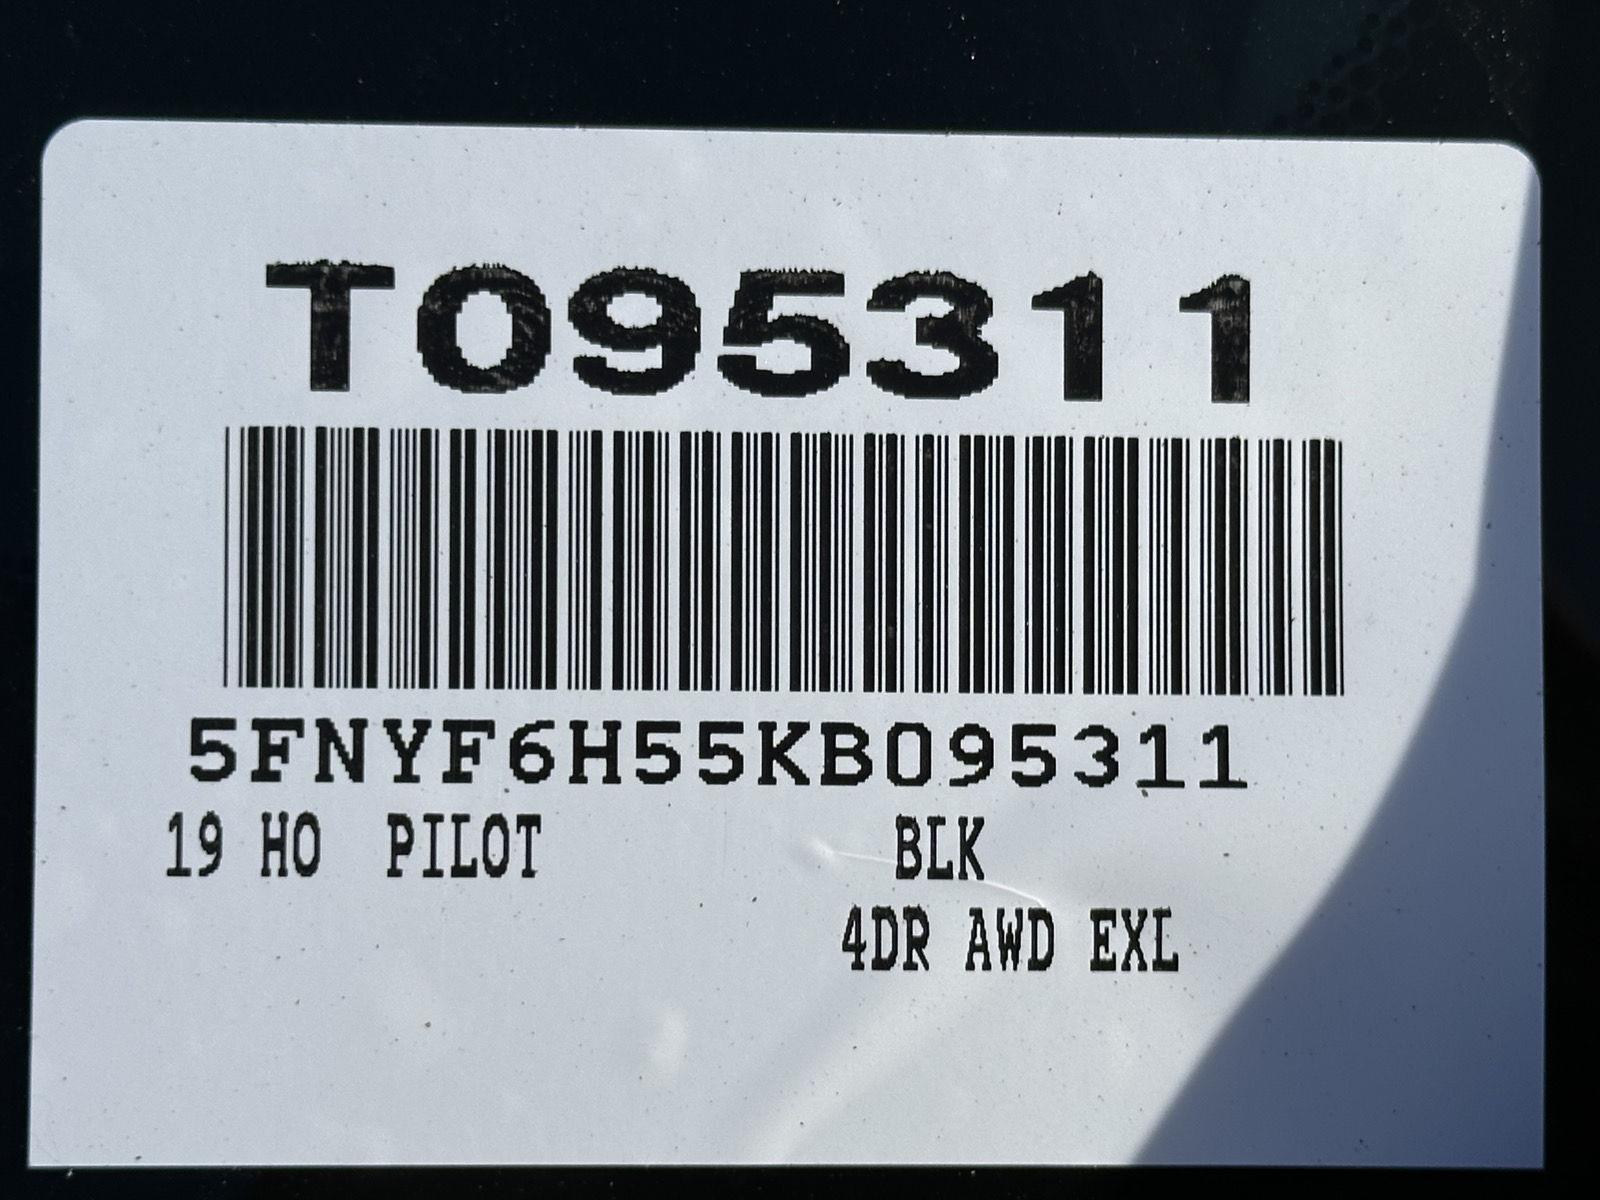 T095311
5FNYF6H55KB095311
19 HO PILOT BLK
4DR AWD EXL